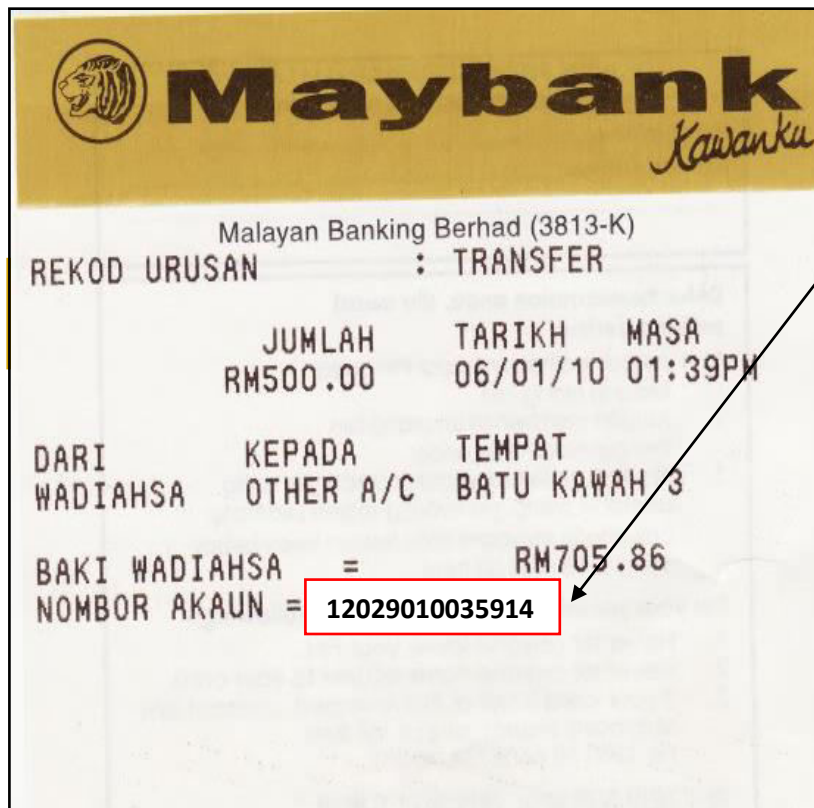 Maybank
Kawanku
Malayan Banking Berhad (3813-K)
REKOD URUSAN : TRANSFER
JUMLAH TARIKH MASA
RM500.00 06/01/10 01:39PM
DARI KEPADA TEMPAT
WADIAHSA OTHER A/C BATU KAWAH 3
BAKI WADIAHSA = RM705.86
NOMBOR AKAUN = 12029010035914